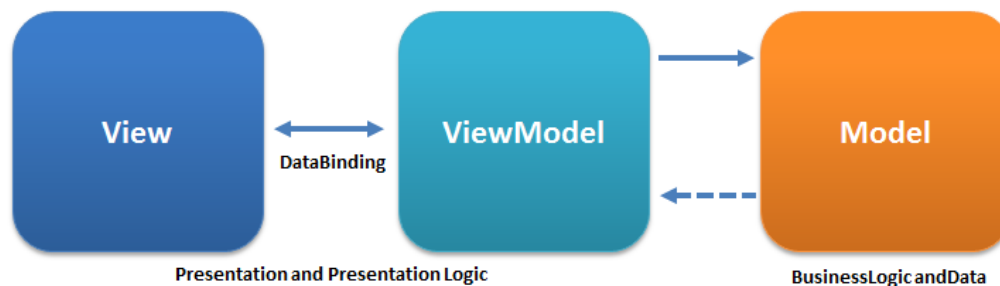 View
ViewModel
Model
DataBinding
Presentation and Presentation Logic
BusinessLogic andData